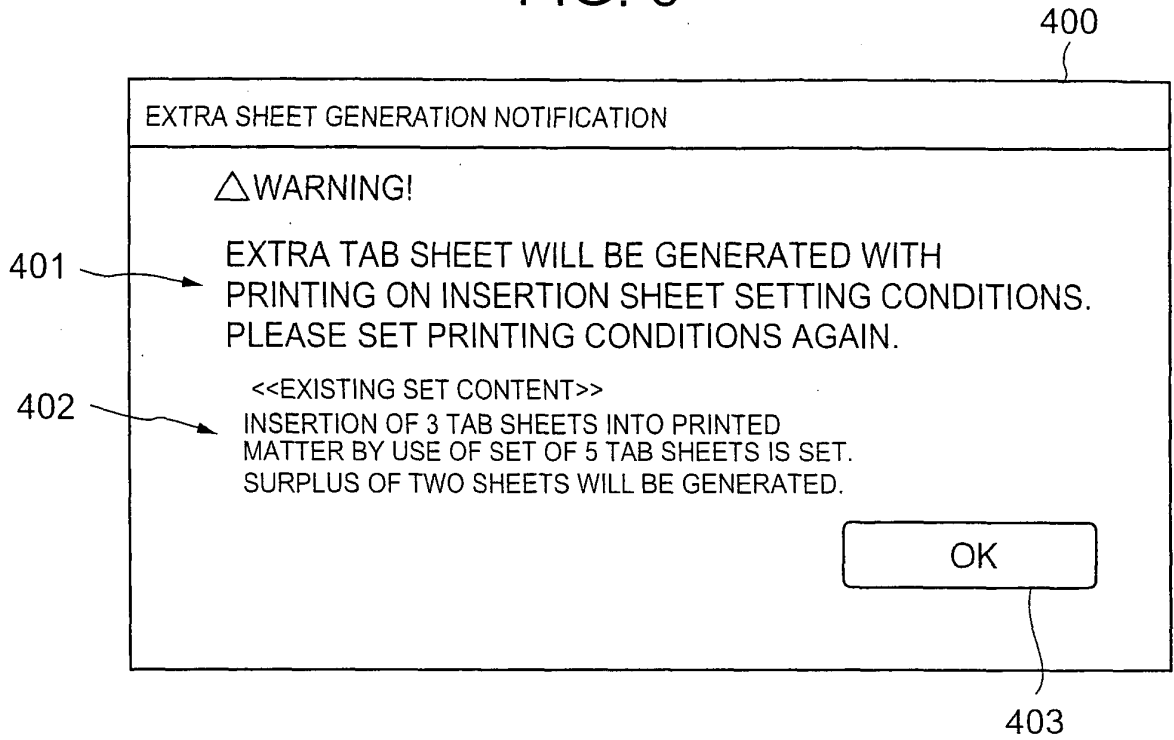 400
EXTRA SHEET GENERATION NOTIFICATION
△WARNING!
401
EXTRA TAB SHEET WILL BE GENERATED WITH
PRINTING ON INSERTION SHEET SETTING CONDITIONS.
PLEASE SET PRINTING CONDITIONS AGAIN.
402
<<EXISTING SET CONTENT>>
INSERTION OF 3 TAB SHEETS INTO PRINTED
MATTER BY USE OF SET OF 5 TAB SHEETS IS SET.
SURPLUS OF TWO SHEETS WILL BE GENERATED.
OK
403